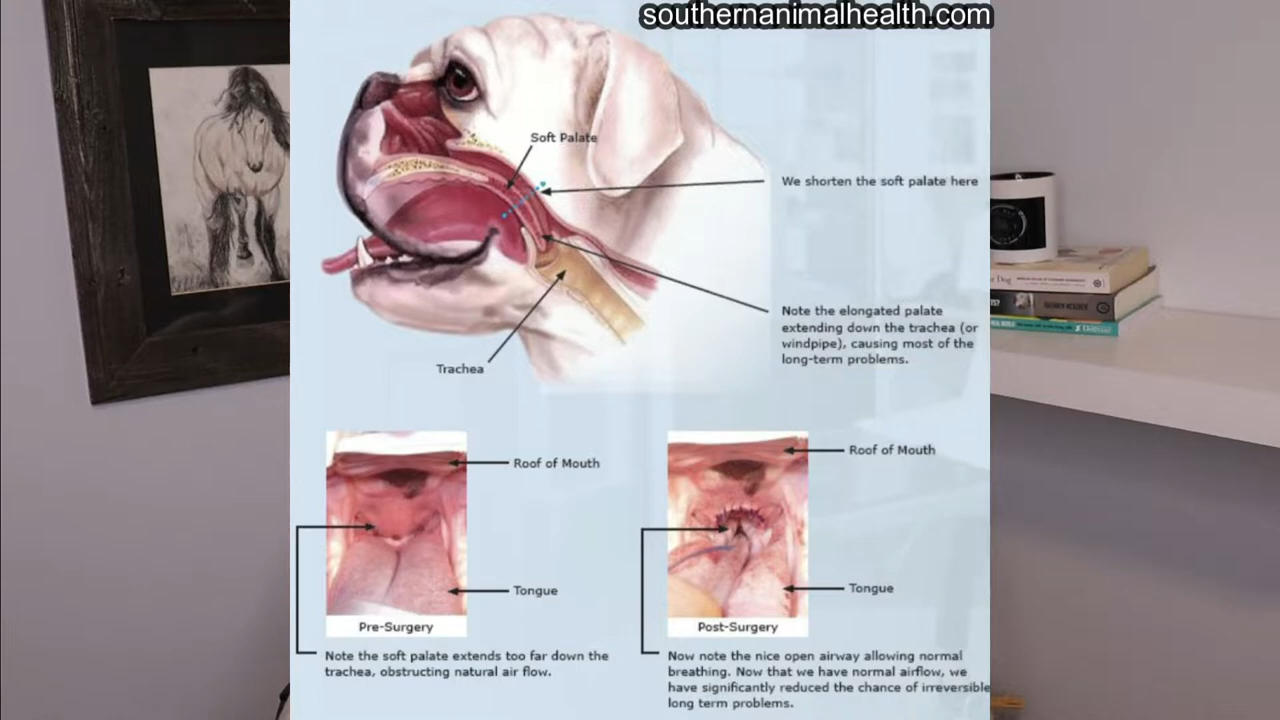 southernanimalhealth.com
Soft Palate
We shorten the soft palate here
Note the elongated palate
extending down the trachea (or
windpipe), causing most of the
long-term problems.
Trachea
Roof of Mouth
Tongue
Pre-Surgery
Note the soft palate extends too far down the
trachea, obstructing natural air flow.
Roof of Mouth
Tongue
Post-Surgery
Now note the nice open airway allowing normal
breathing. Now that we have normal airflow, we
have significantly reduced the chance of irreversible
long term problems.
Dog